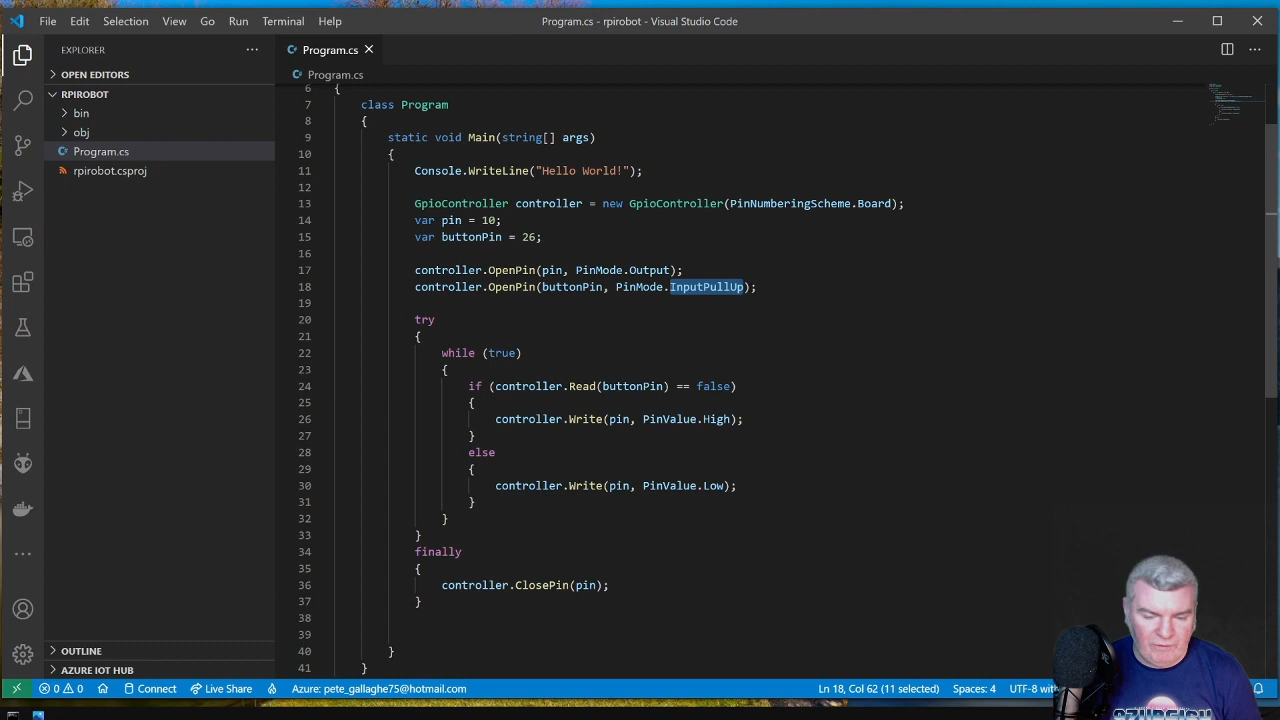 File Edit Selection View Go Run Terminal Help
Program.cs - rpirobot - Visual Studio Code
EXPLORER
OPEN EDITORS
RPIROBOT
bin
obj
Program.cs
rpirobot.csproj
OUTLINE
AZURE IOT HUB
Program.cs
Program.cs
6 {
7 class Program
8 {
9 static void Main(string[] args)
10 {
11 Console.WriteLine("Hello World!");
12
13 GpioController controller = new GpioController(PinNumberingScheme.Board);
14 var pin = 10;
15 var buttonPin = 26;
16
17 controller.OpenPin(pin, PinMode.Output);
18 controller.OpenPin(buttonPin, PinMode.InputPullUp);
19
20 try
21 {
22 while (true)
23 {
24 if (controller.Read(buttonPin) == false)
25 {
26 controller.Write(pin, PinValue.High);
27 }
28 else
29 {
30 controller.Write(pin, PinValue.Low);
31 }
32 }
33 }
34 finally
35 {
36 controller.ClosePin(pin);
37 }
38
39
40 }
41 }
0 0 Connect Live Share Azure: pete_gallaghe75@hotmail.com Ln 18, Col 62 (11 selected) Spaces: 4 UTF-8